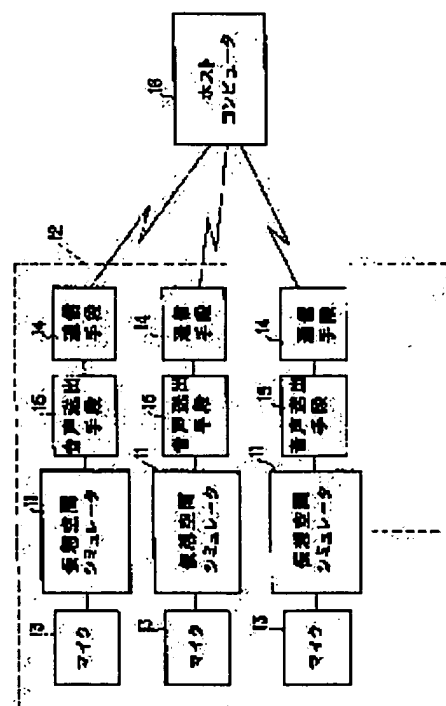 16
ホスト
コンピュータ
12
14
通信
手段
14
通信
手段
14
通信
手段
15
音声送出
手段
15
音声送出
手段
15
音声送出
手段
11
仮想空間
シミュレータ
11
仮想空間
シミュレータ
11
仮想空間
シミュレータ
13
マイク
13
マイク
13
マイク